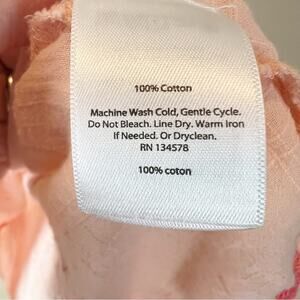 100% Cotton
Machine Wash Cold, Gentle Cycle.
Do Not Bleach. Line Dry. Warm Iron
If Needed. Or Dryclean.
RN 134578
100% coton